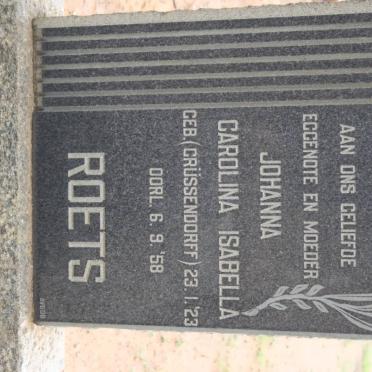 AAN ONS GELIEFDE
EGGENOTE EN MOEDER
JOHANNA
CAROLINA ISABELLA
GEB (GRÜSSENDORFF) 23. 1. '23
OORL. 6. 9. '58
ROETS